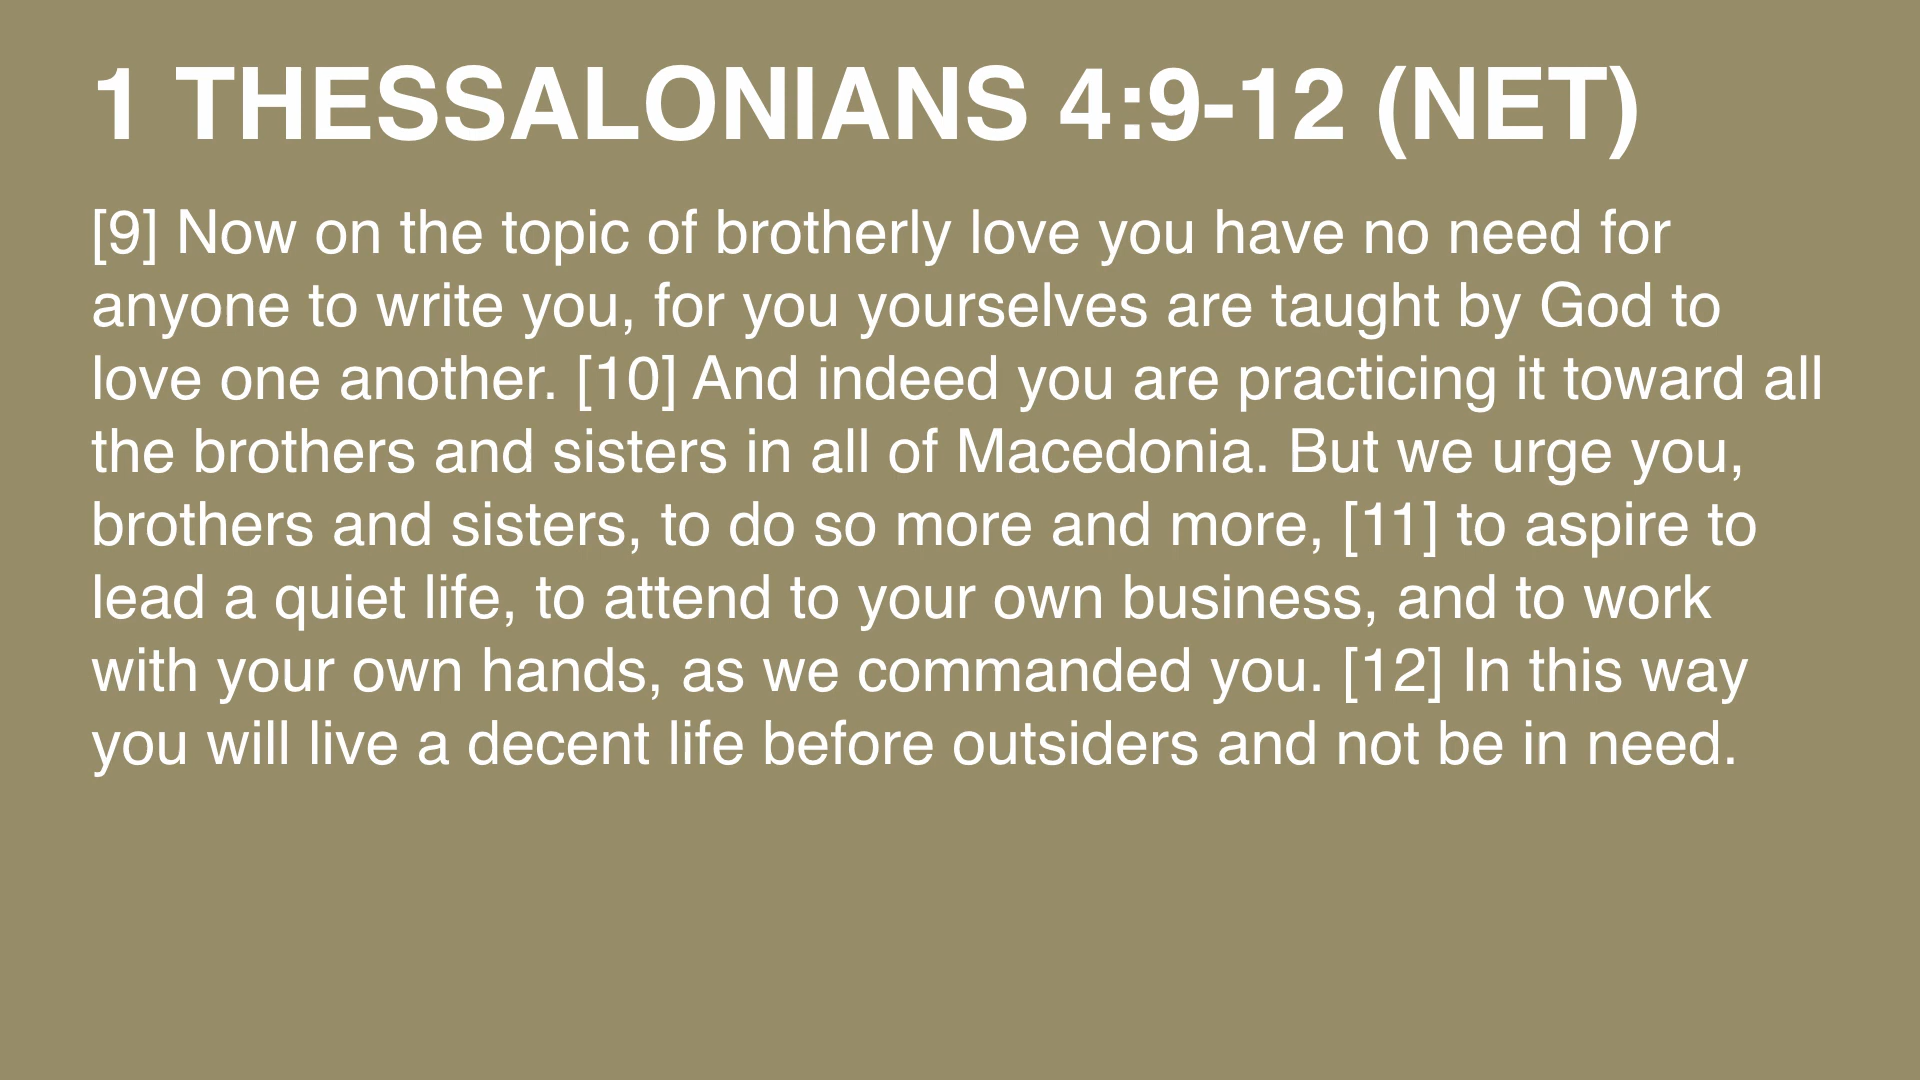 1 THESSALONIANS 4:9-12 (NET)
[9] Now on the topic of brotherly love you have no need for
anyone to write you, for you yourselves are taught by God to
love one another. [10] And indeed you are practicing it toward all
the brothers and sisters in all of Macedonia. But we urge you,
brothers and sisters, to do so more and more, [11] to aspire to
lead a quiet life, to attend to your own business, and to work
with your own hands, as we commanded you. [12] In this way
you will live a decent life before outsiders and not be in need.